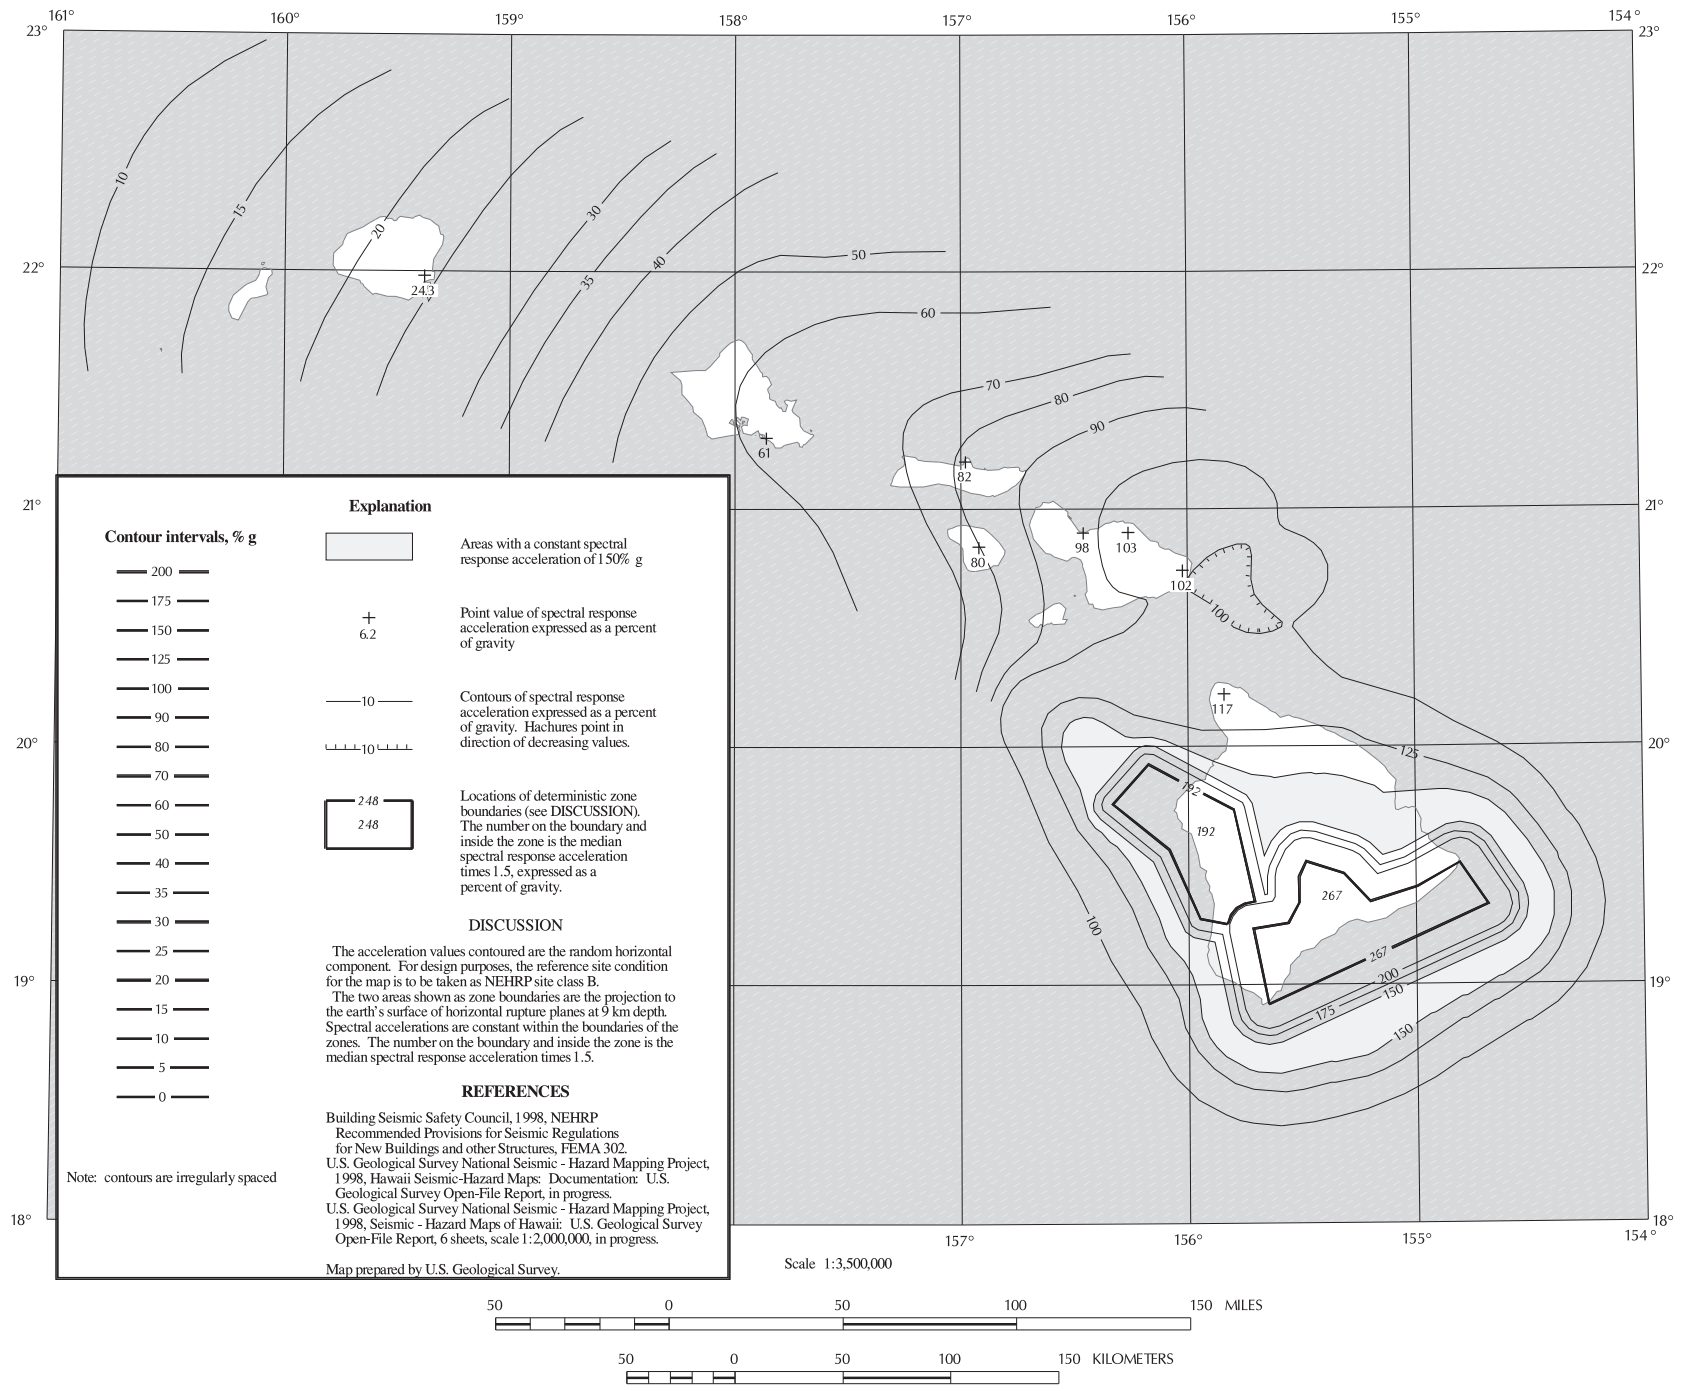 161° 160° 159° 158° 157° 156° 155° 154°
23° 23°
10
15
20
30
35
40
50
22° 22°
24.3
60
70
80
90
61
82
21° 21°
98
103
80
102
100
117
20° 20°
125
192
192
267
100
267
200
150
175
150
19° 19°
18° 18°
157° 156° 155° 154°
Explanation
Contour intervals, % g
200
175
150
125
100
90
80
70
60
50
40
35
30
25
20
15
10
5
0
Note: contours are irregularly spaced
Areas with a constant spectral
response acceleration of 150% g
6.2
Point value of spectral response
acceleration expressed as a percent
of gravity
10
10
Contours of spectral response
acceleration expressed as a percent
of gravity. Hachures point in
direction of decreasing values.
248
248
Locations of deterministic zone
boundaries (see DISCUSSION).
The number on the boundary and
inside the zone is the median
spectral response acceleration
times 1.5, expressed as a
percent of gravity.
DISCUSSION
The acceleration values contoured are the random horizontal
component. For design purposes, the reference site condition
for the map is to be taken as NEHRP site class B.
The two areas shown as zone boundaries are the projection to
the earth's surface of horizontal rupture planes at 9 km depth.
Spectral accelerations are constant within the boundaries of the
zones. The number on the boundary and inside the zone is the
median spectral response acceleration times 1.5.
REFERENCES
Building Seismic Safety Council, 1998, NEHRP
Recommended Provisions for Seismic Regulations
for New Buildings and other Structures, FEMA 302.
U.S. Geological Survey National Seismic - Hazard Mapping Project,
1998, Hawaii Seismic-Hazard Maps: Documentation: U.S.
Geological Survey Open-File Report, in progress.
U.S. Geological Survey National Seismic - Hazard Mapping Project,
1998, Seismic - Hazard Maps of Hawaii: U.S. Geological Survey
Open-File Report, 6 sheets, scale 1:2,000,000, in progress.
Map prepared by U.S. Geological Survey.
Scale 1:3,500,000
50 0 50 100 150 MILES
50 0 50 100 150 KILOMETERS